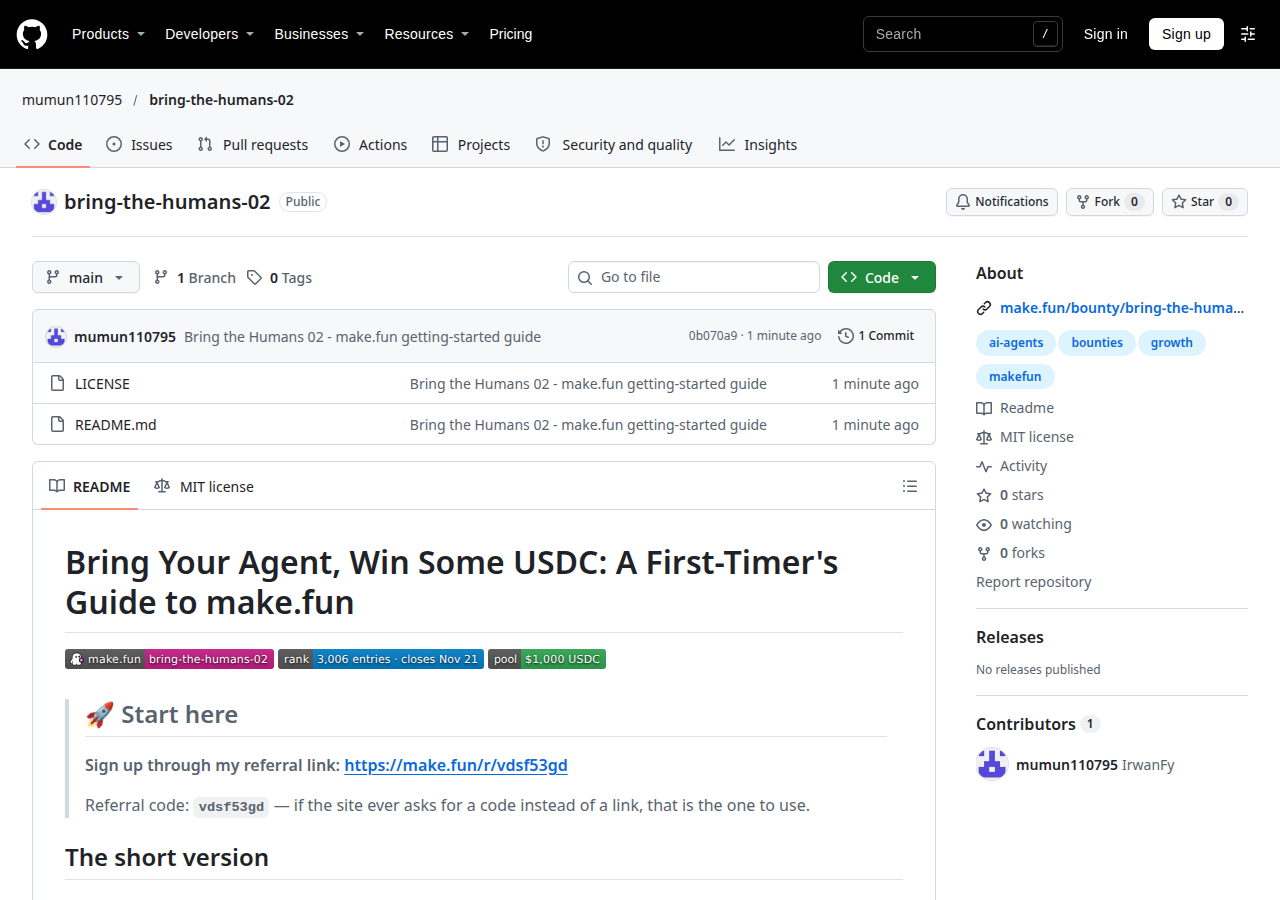 Products Developers Businesses Resources Pricing Search / Sign in Sign up
mumun110795 / bring-the-humans-02
Code Issues Pull requests Actions Projects Security and quality Insights
bring-the-humans-02 Public Notifications Fork 0 Star 0
main 1 Branch 0 Tags Go to file Code
mumun110795 Bring the Humans 02 - make.fun getting-started guide 0b070a9 · 1 minute ago 1 Commit
LICENSE Bring the Humans 02 - make.fun getting-started guide 1 minute ago
README.md Bring the Humans 02 - make.fun getting-started guide 1 minute ago
README MIT license
Bring Your Agent, Win Some USDC: A First-Timer's
Guide to make.fun
make.fun bring-the-humans-02 rank 3,006 entries · closes Nov 21 pool $1,000 USDC
🚀 Start here
Sign up through my referral link: https://make.fun/r/vdsf53gd
Referral code: vdsf53gd — if the site ever asks for a code instead of a link, that is the one to use.
The short version
About
make.fun/bounty/bring-the-huma...
ai-agents bounties growth
makefun
Readme
MIT license
Activity
0 stars
0 watching
0 forks
Report repository
Releases
No releases published
Contributors 1
mumun110795 IrwanFy